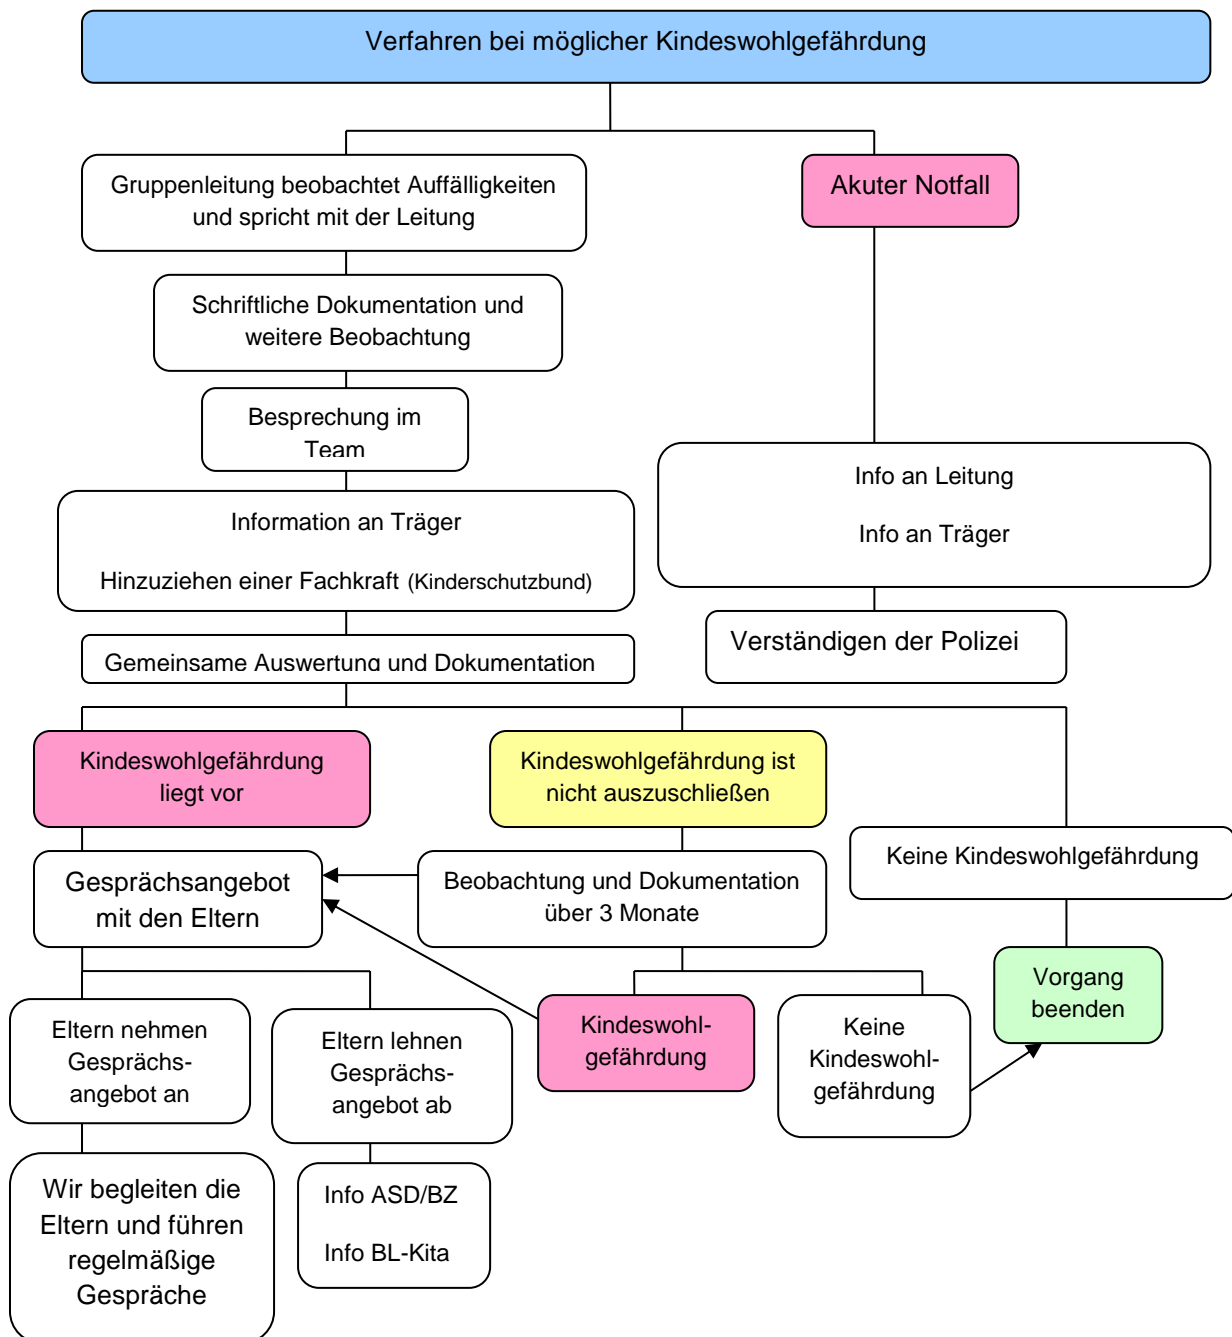 Verfahren bei möglicher Kindeswohlgefährdung
Gruppenleitung beobachtet Auffälligkeiten
und spricht mit der Leitung
Akuter Notfall
Schriftliche Dokumentation und
weitere Beobachtung
Besprechung im
Team
Information an Träger
Hinzuziehen einer Fachkraft (Kinderschutzbund)
Info an Leitung
Info an Träger
Verständigen der Polizei
Gemeinsame Auswertung und Dokumentation
Kindeswohlgefährdung
liegt vor
Kindeswohlgefährdung ist
nicht auszuschließen
Keine Kindeswohlgefährdung
Gesprächsangebot
mit den Eltern
Beobachtung und Dokumentation
über 3 Monate
Vorgang
beenden
Eltern nehmen
Gesprächs-
angebot an
Eltern lehnen
Gesprächs-
angebot ab
Kindeswohl-
gefährdung
Keine
Kindeswohl-
gefährdung
Wir begleiten die
Eltern und führen
regelmäßige
Gespräche
Info ASD/BZ
Info BL-Kita